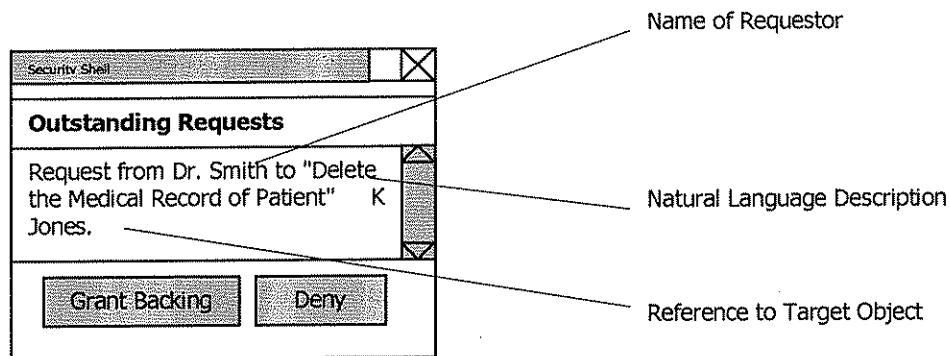 Name of Requestor
Security Shell
Outstanding Requests
Request from Dr. Smith to "Delete
the Medical Record of Patient" K
Jones.
Natural Language Description
Grant Backing Deny
Reference to Target Object